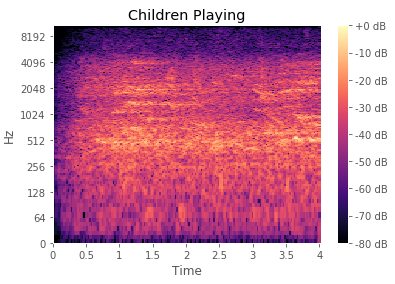 Children Playing
Hz
8192
4096
2048
1024
512
256
128
64
0
0 0.5 1 1.5 2 2.5 3 3.5 4
Time
+0 dB
-10 dB
-20 dB
-30 dB
-40 dB
-50 dB
-60 dB
-70 dB
-80 dB